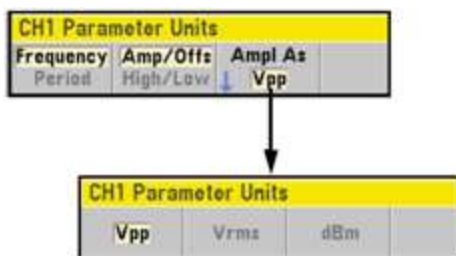 CH1 Parameter Units
Frequency Amp/Offs Ampl As
Period High/Low Vpp
CH1 Parameter Units
Vpp Vrms dBm